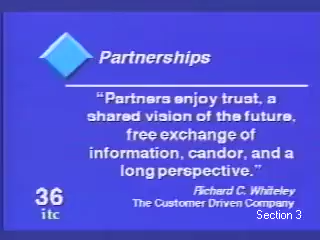 Partnerships
“Partners enjoy trust, a
shared vision of the future,
free exchange of
information, candor, and a
long perspective.”
Richard C. Whiteley
The Customer Driven Company
36
itc
Section 3